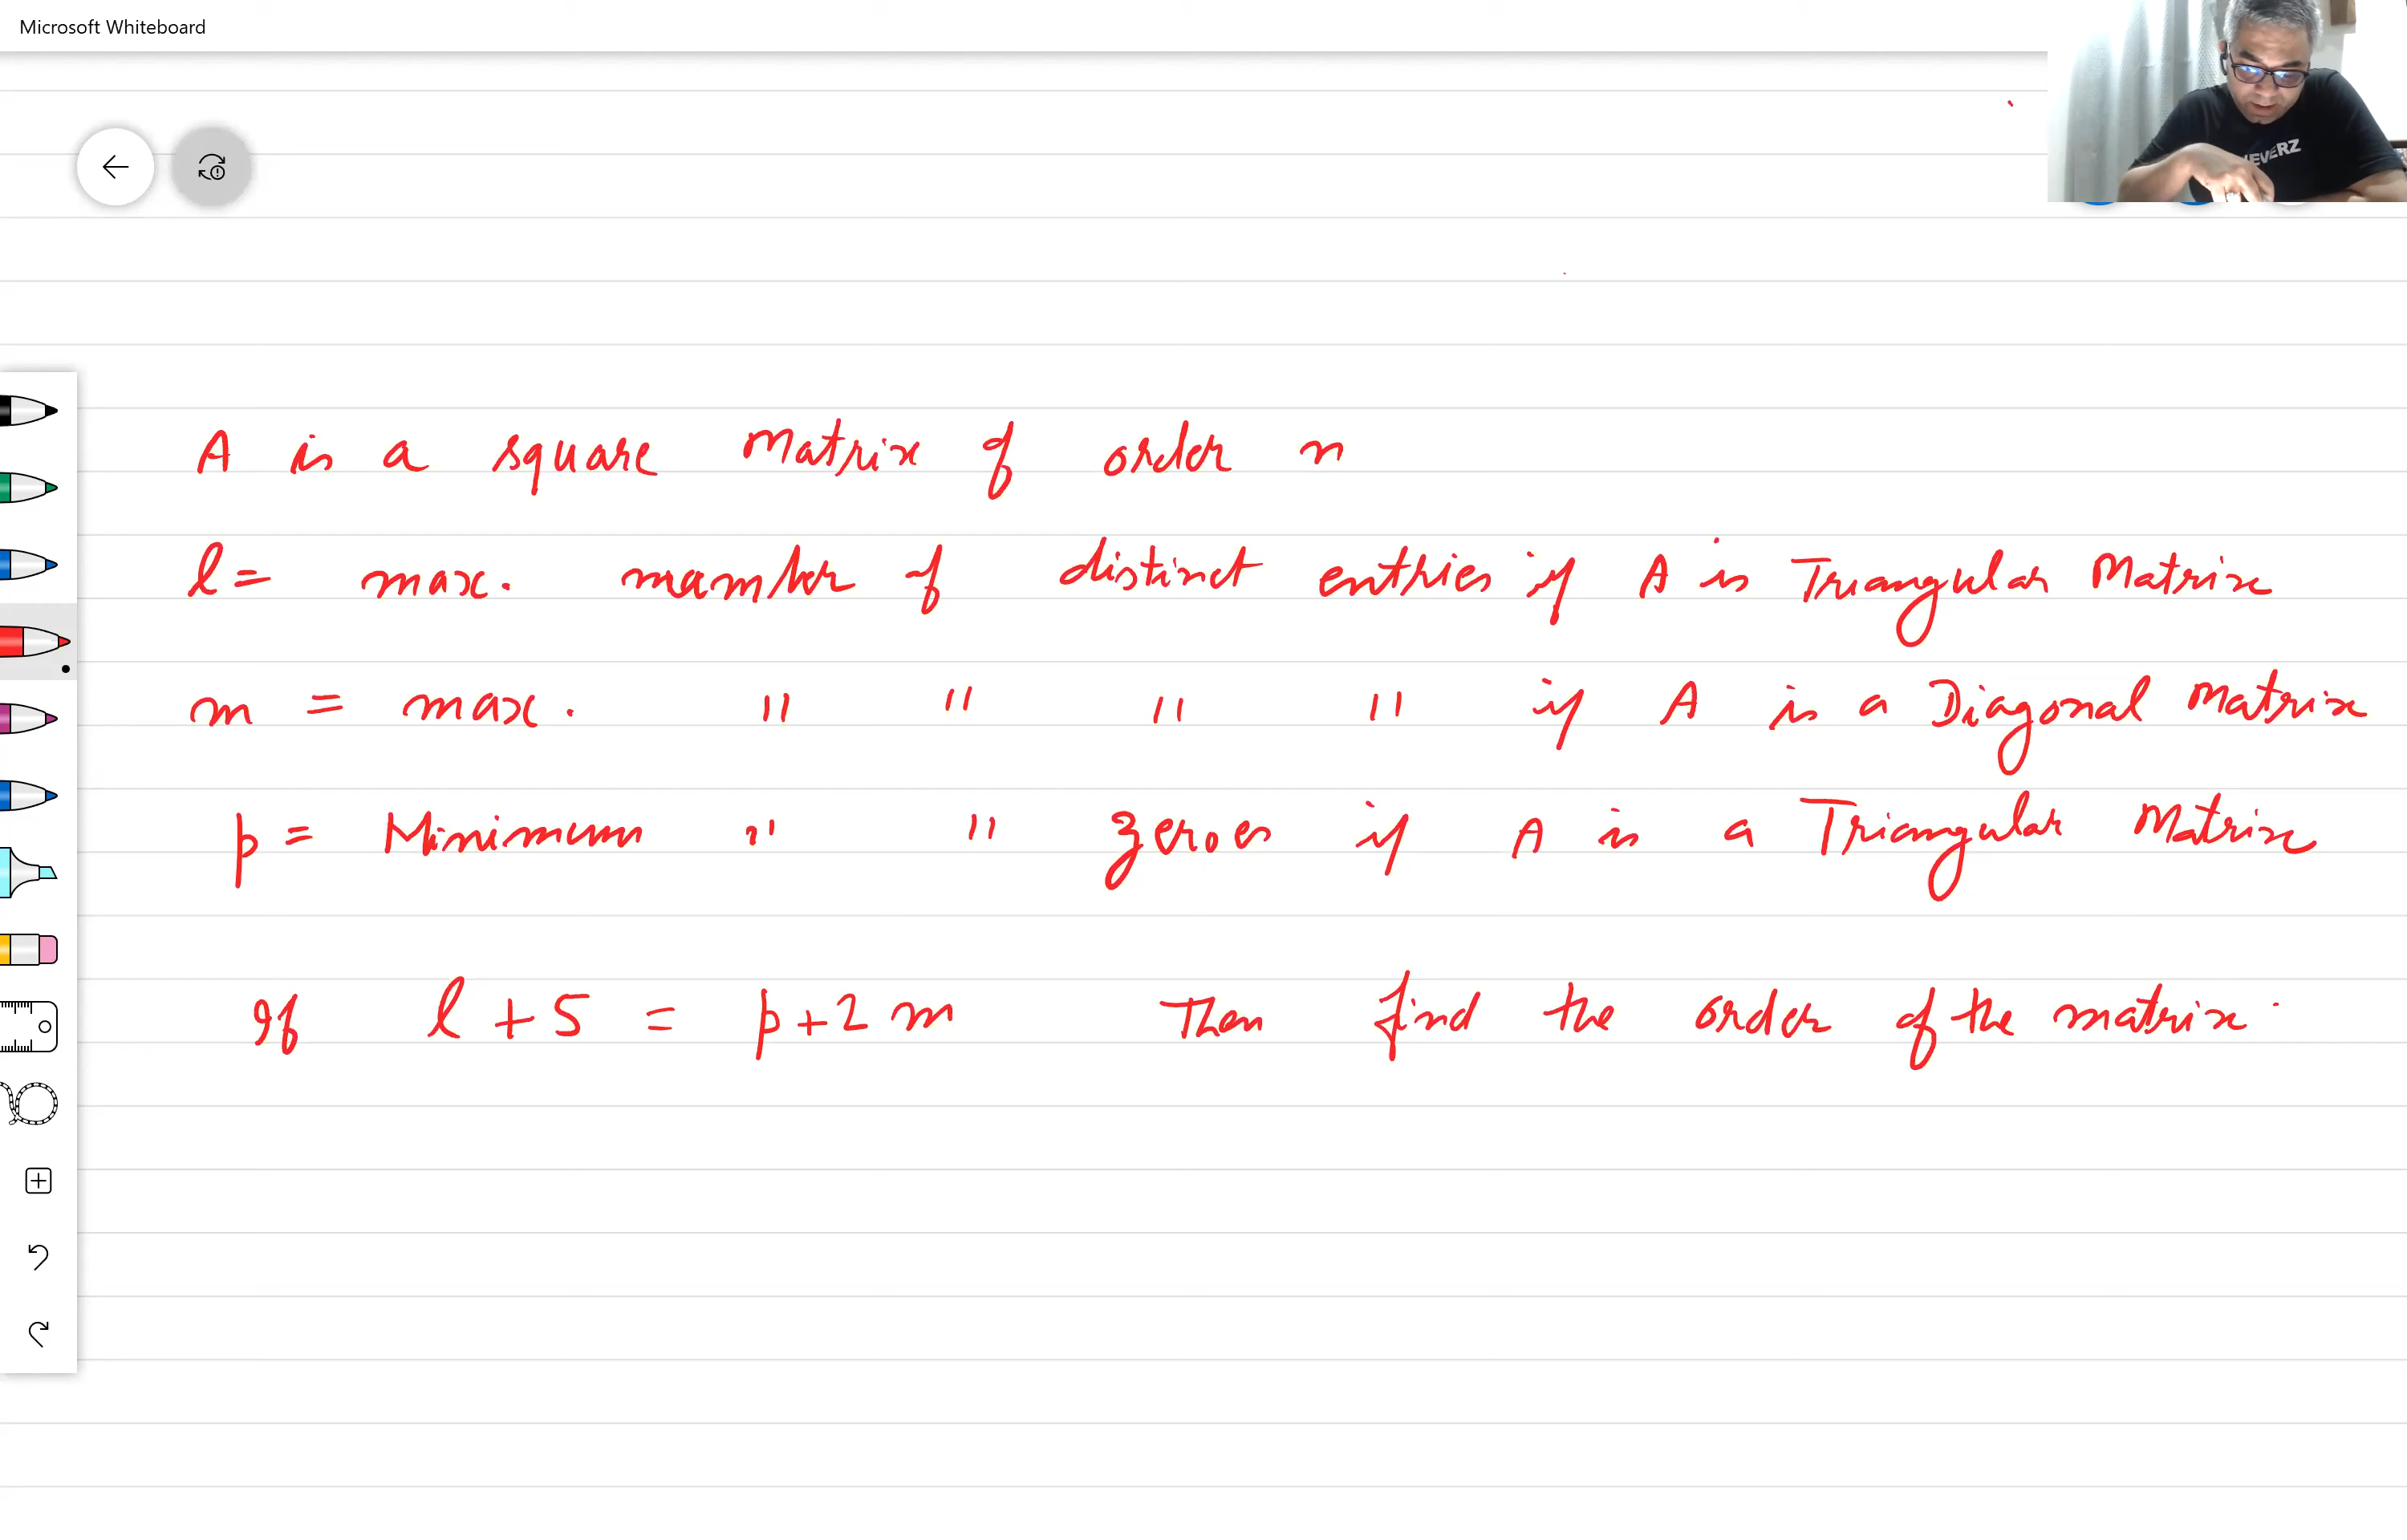 Microsoft Whiteboard
EVERZ
A is a square Matrix of order n
l = max. number of distinct entries if A is Triangular Matrix
m = max. " " " " if A is a Diagonal Matrix
p = Minimum " " zeroes if A is a Triangular Matrix
If l + 5 = p + 2m Then find the order of the matrix.